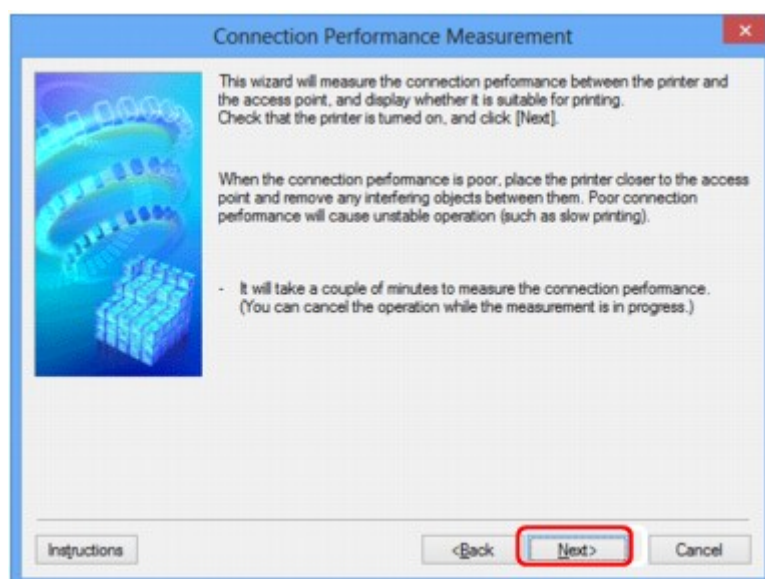 Connection Performance Measurement
This wizard will measure the connection performance between the printer and
the access point, and display whether it is suitable for printing.
Check that the printer is turned on, and click [Next].
When the connection performance is poor, place the printer closer to the access
point and remove any interfering objects between them. Poor connection
performance will cause unstable operation (such as slow printing).
- It will take a couple of minutes to measure the connection performance.
(You can cancel the operation while the measurement is in progress.)
Instructions
<Back
Next>
Cancel